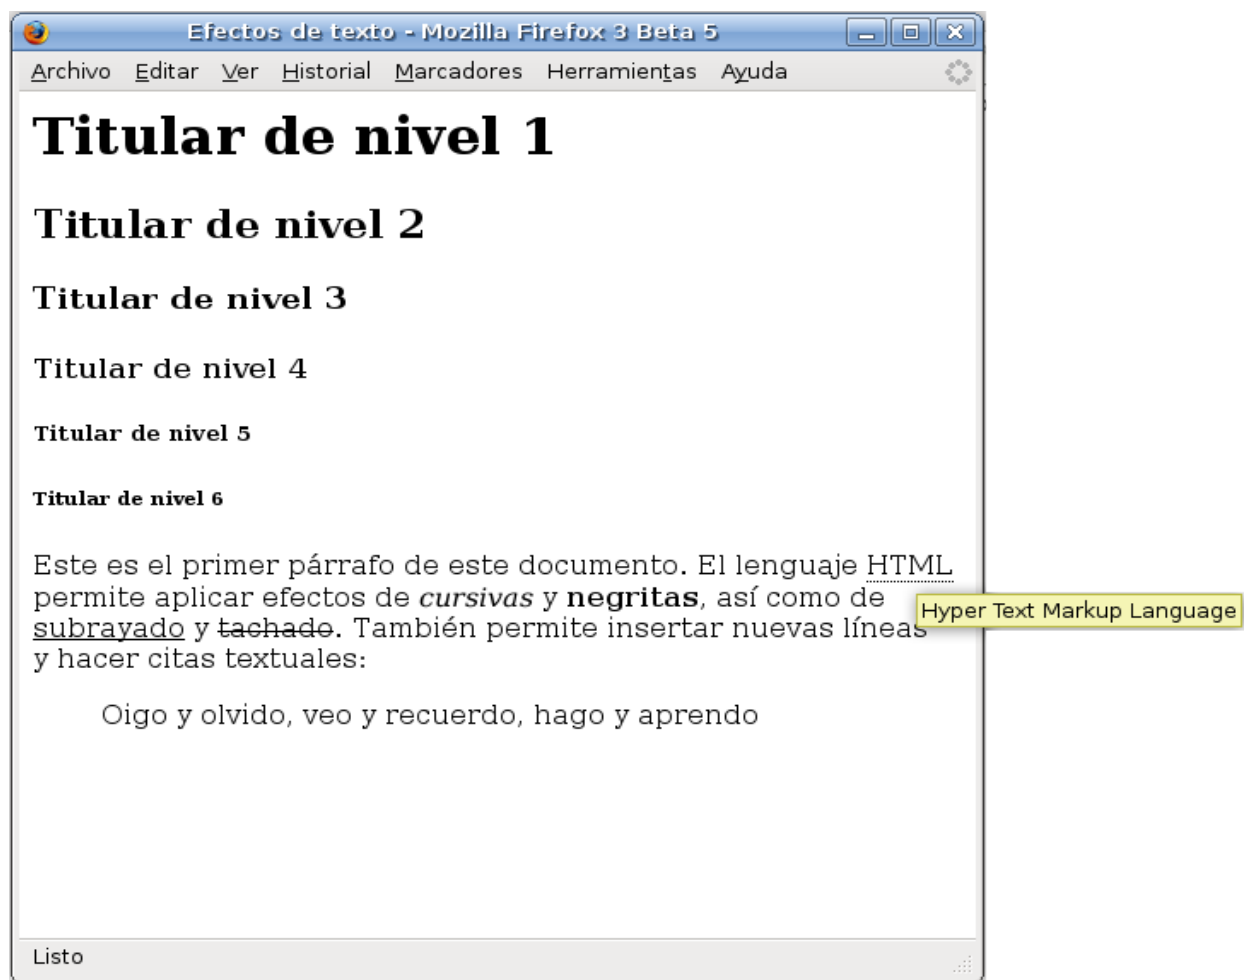 Efectos de texto - Mozilla Firefox 3 Beta 5
Archivo Editar Ver Historial Marcadores Herramientas Ayuda
Titular de nivel 1
Titular de nivel 2
Titular de nivel 3
Titular de nivel 4
Titular de nivel 5
Titular de nivel 6
Este es el primer párrafo de este documento. El lenguaje HTML
permite aplicar efectos de cursivas y negritas, así como de
Hyper Text Markup Language
subrayado y tachado. También permite insertar nuevas líneas
y hacer citas textuales:
Oigo y olvido, veo y recuerdo, hago y aprendo
Listo